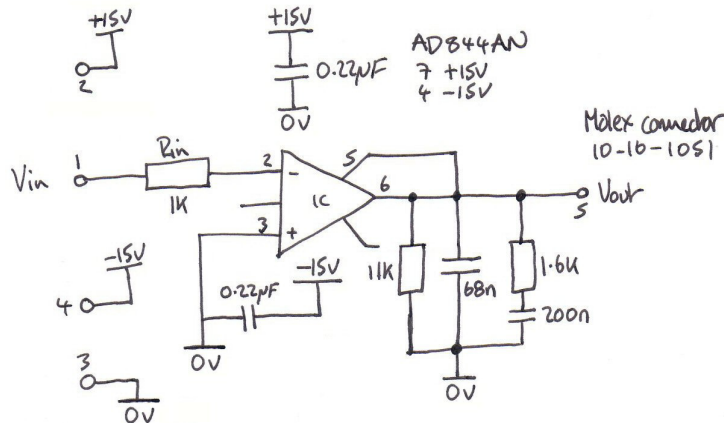 +15V
2
+15V
0.22µF
0V
AD844AN
7 +15V
4 -15V
Molex connector
10-10-1051
Vin
1
Rin
1K
2
-
5
IC
6
3
+
5
Vout
-15V
4
0.22µF
-15V
0V
11K
68n
1.6K
200n
0V
3
0V